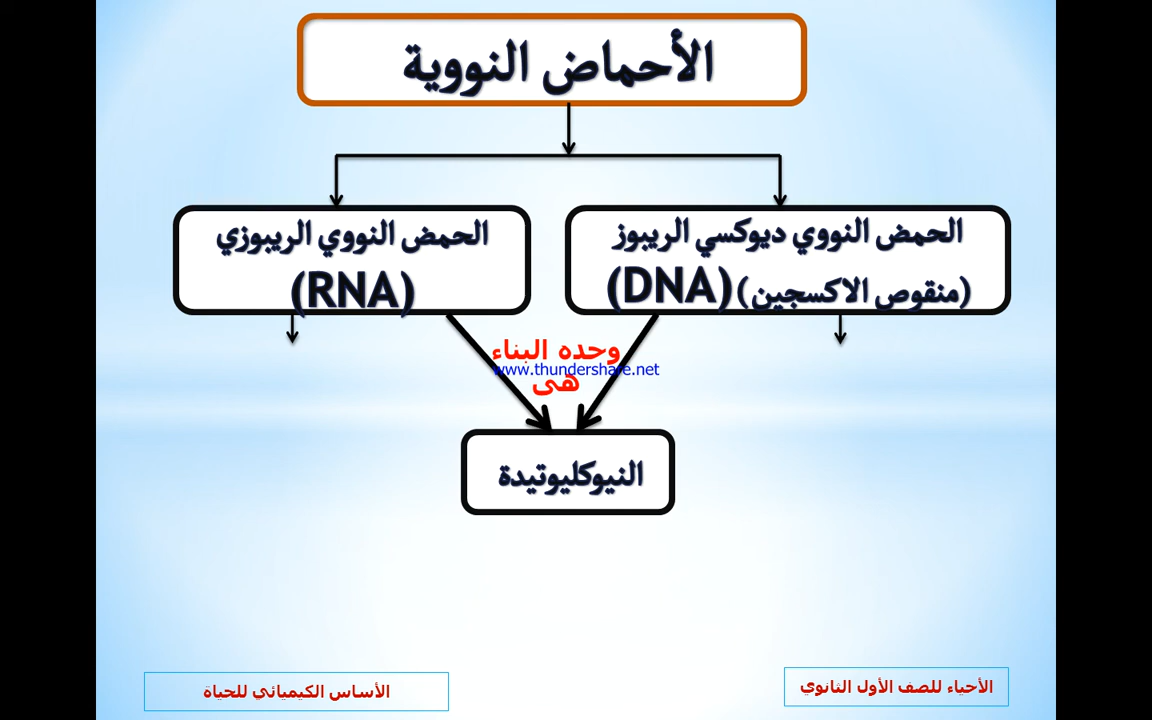 الأحماض النووية
الحمض النووي ديوكسي الريبوز
(منقوص الاكسجين) (DNA)
الحمض النووي الريبوزي
(RNA)
وحده البناء
www.thundershare.net
هى
النيوكليوتيدة
الأحياء للصف الأول الثانوي
الأساس الكيميائي للحياة